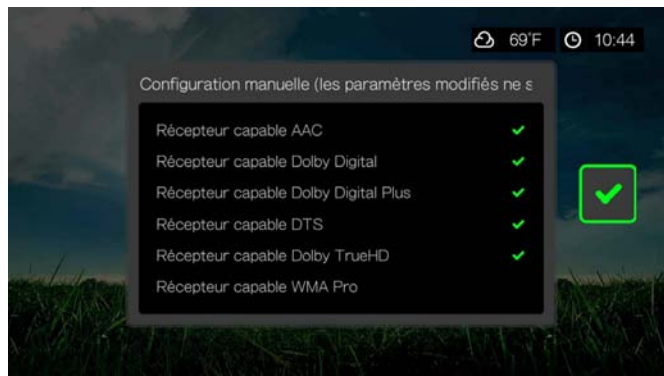 69°F 10:44
Configuration manuelle (les paramètres modifiés ne s
Récepteur capable AAC
Récepteur capable Dolby Digital
Récepteur capable Dolby Digital Plus
Récepteur capable DTS
Récepteur capable Dolby TrueHD
Récepteur capable WMA Pro